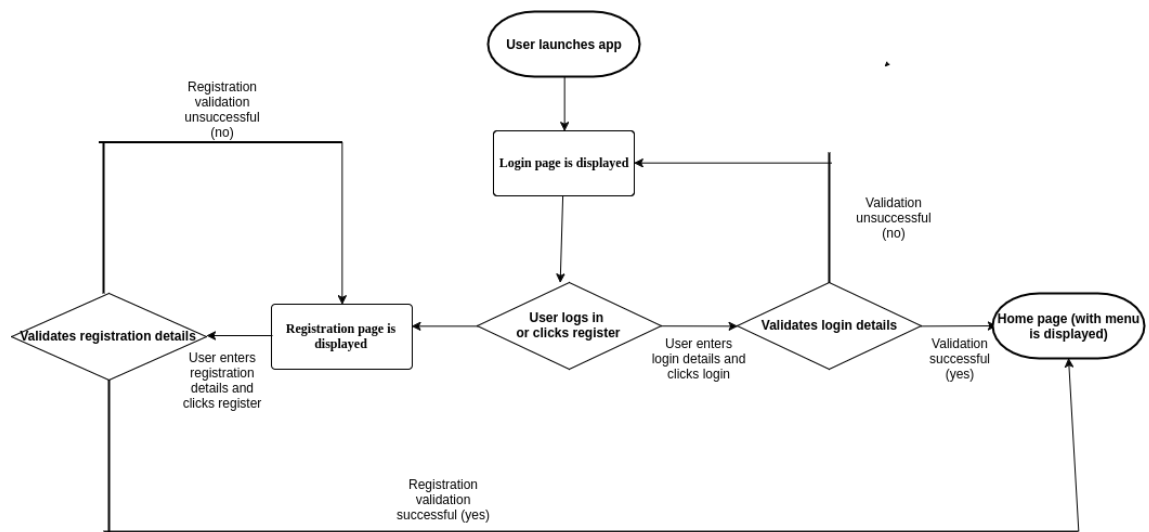 User launches app
Registration
validation
unsuccessful
(no)
Login page is displayed
Validation
unsuccessful
(no)
Validates registration details
Registration page is
displayed
User logs in
or clicks register
Validates login details
Home page (with menu
is displayed)
User enters
registration
details and
clicks register
User enters
login details and
clicks login
Validation
successful
(yes)
Registration
validation
successful (yes)